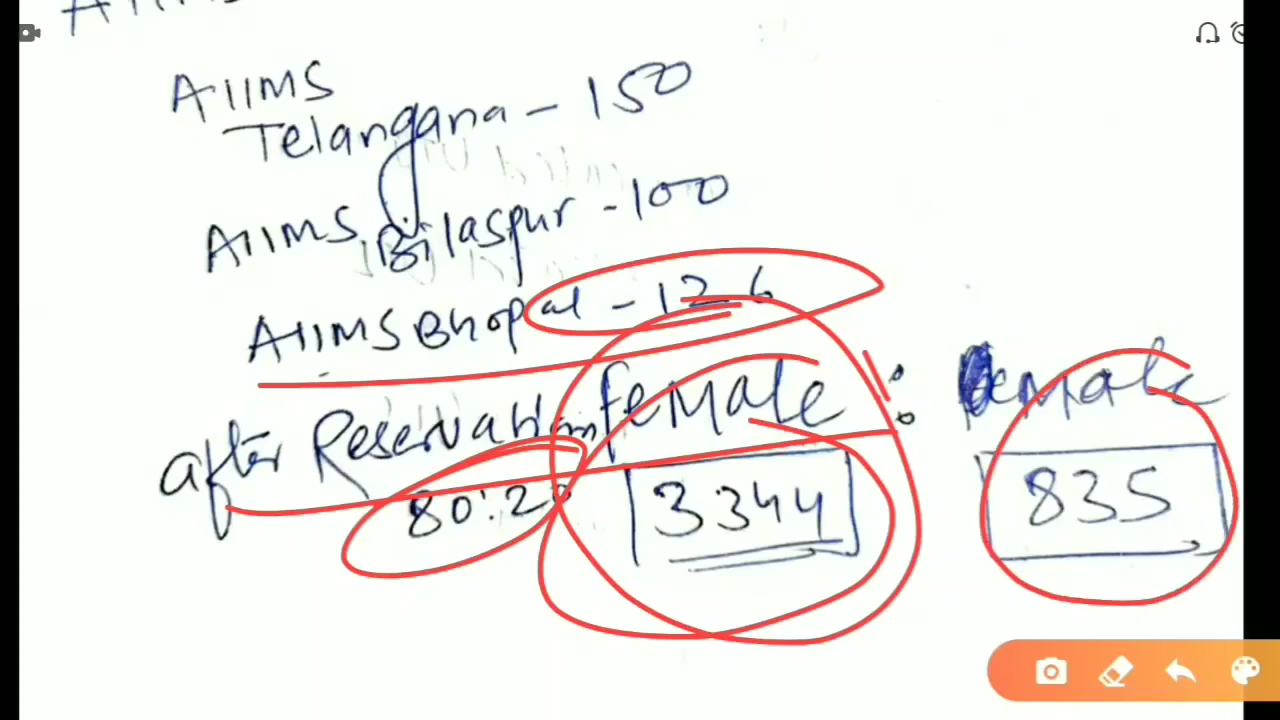 AIIMS
Telangana - 150
AIIMS Bilaspur - 100
AIIMS Bhopal - 126
after Reservation female : Male
80:20 3344 835